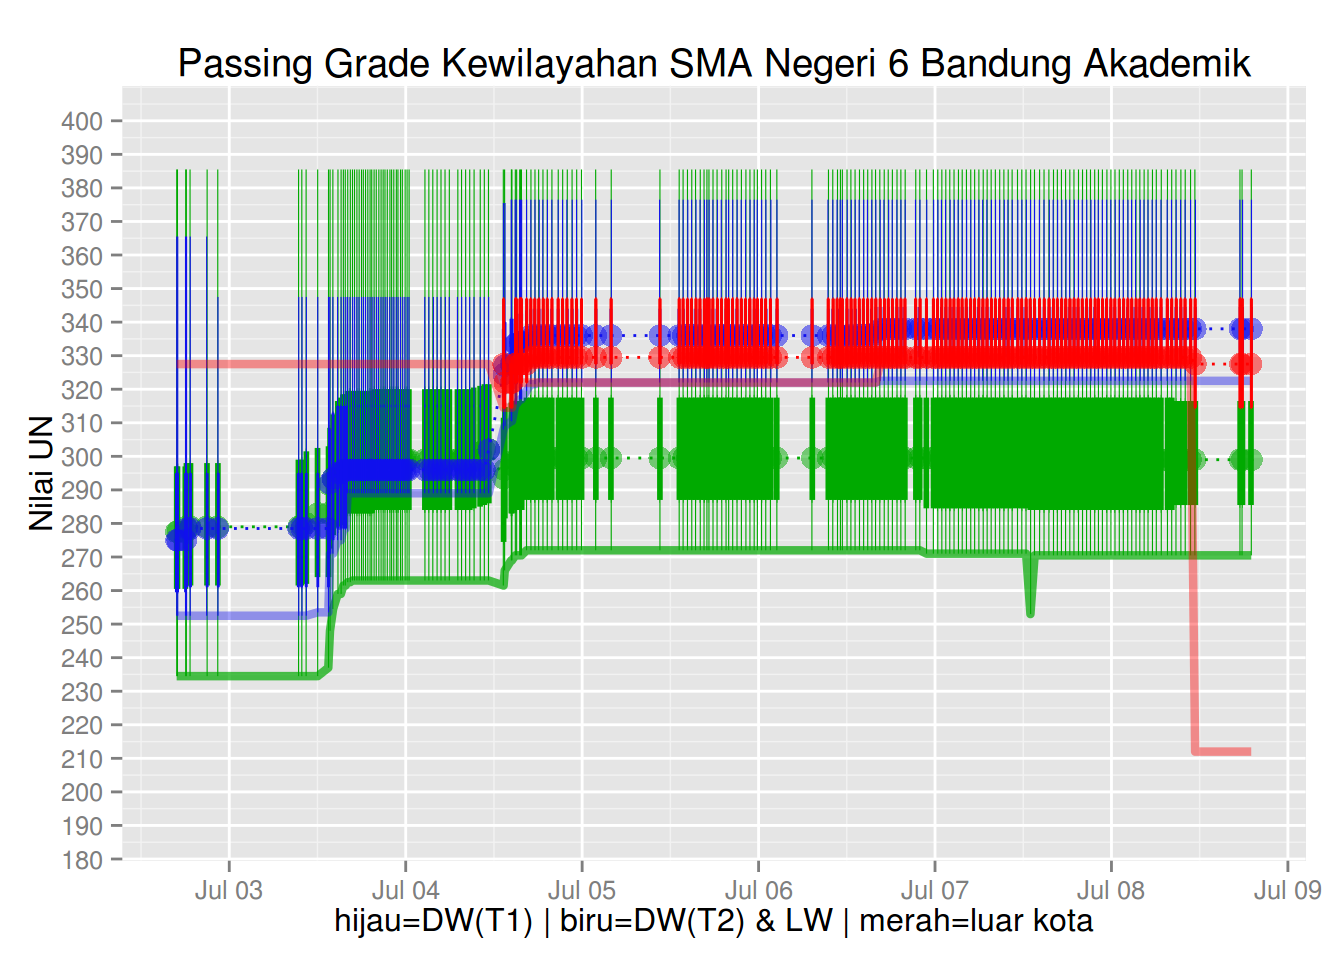 Passing Grade Kewilayahan SMA Negeri 6 Bandung Akademik
400
390
380
370
360
350
340
330
320
310
300
290
280
270
260
250
240
230
220
210
200
190
180
Nilai UN
Jul 03
Jul 04
Jul 05
Jul 06
Jul 07
Jul 08
Jul 09
hijau=DW(T1) | biru=DW(T2) & LW | merah=luar kota